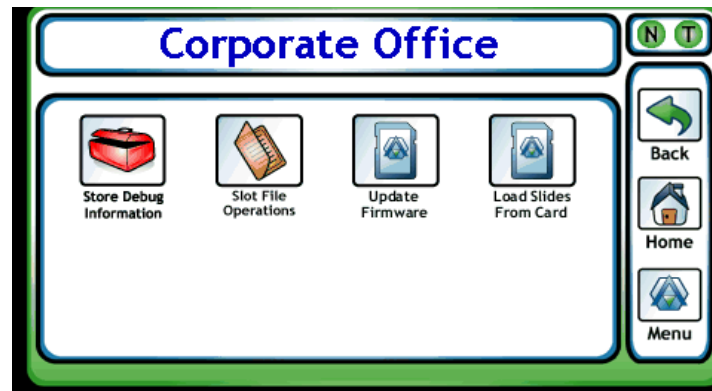 Corporate Office
N T
Store Debug
Information
Slot File
Operations
Update
Firmware
Load Slides
From Card
Back
Home
Menu